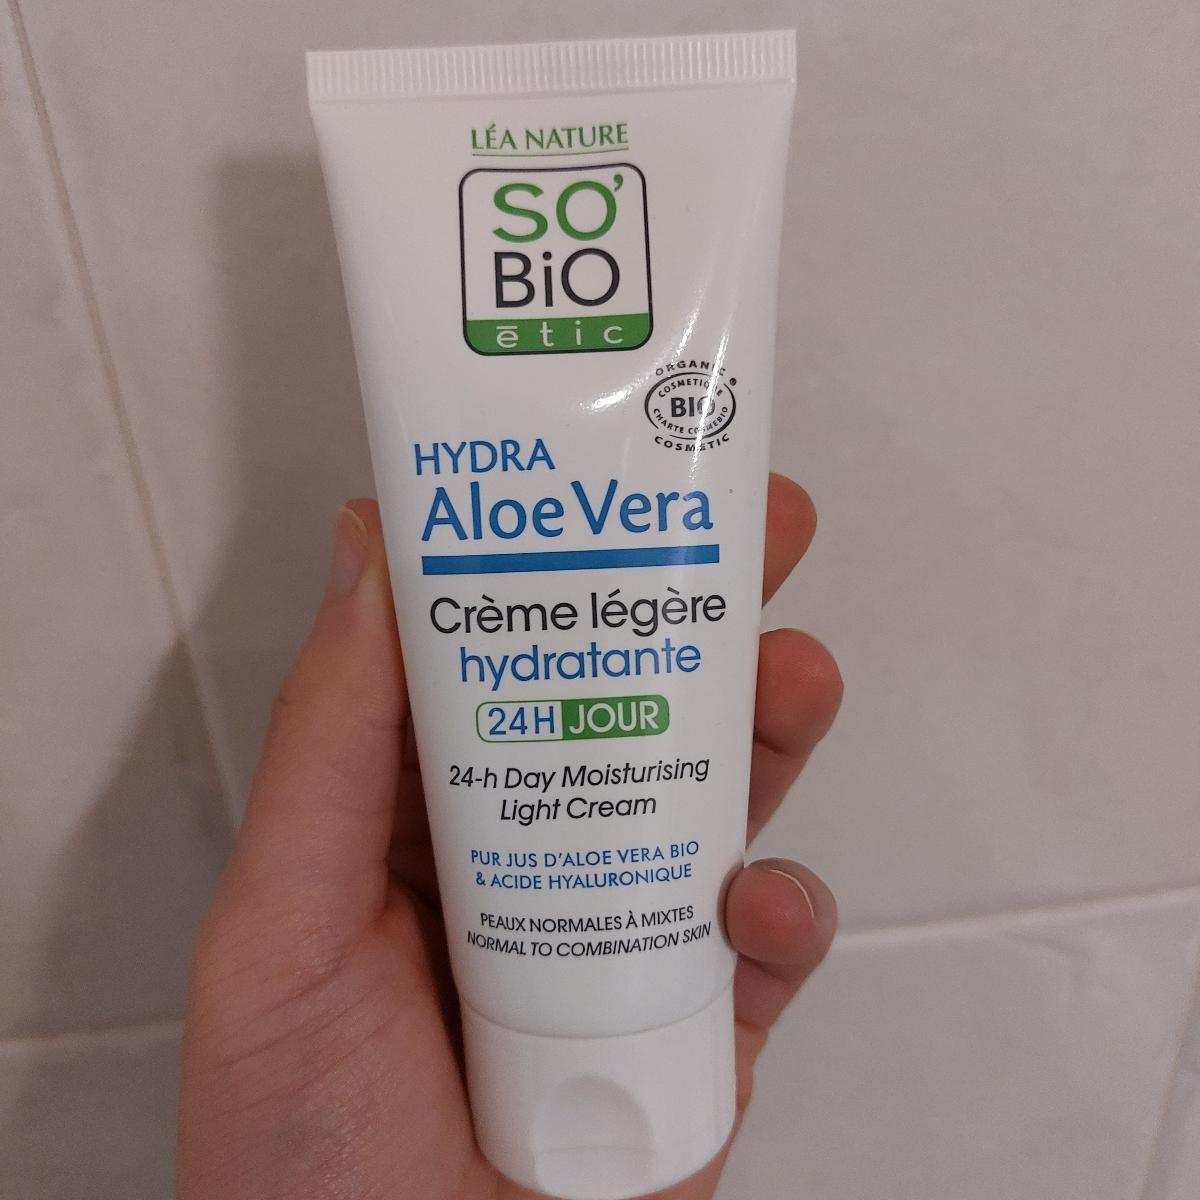 LÉA NATURE
SO'
BiO
ētic
ORGANIC
COSMETIQUE
BIO
CHARTE COSMEBIO
COSMETIC
HYDRA
Aloe Vera
Crème légère
hydratante
24H JOUR
24-h Day Moisturising
Light Cream
PUR JUS D'ALOE VERA BIO
& ACIDE HYALURONIQUE
PEAUX NORMALES À MIXTES
NORMAL TO COMBINATION SKIN